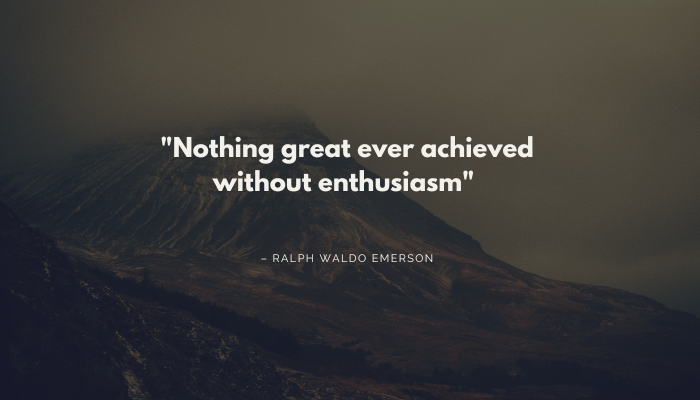 "Nothing great ever achieved
without enthusiasm"
– RALPH WALDO EMERSON